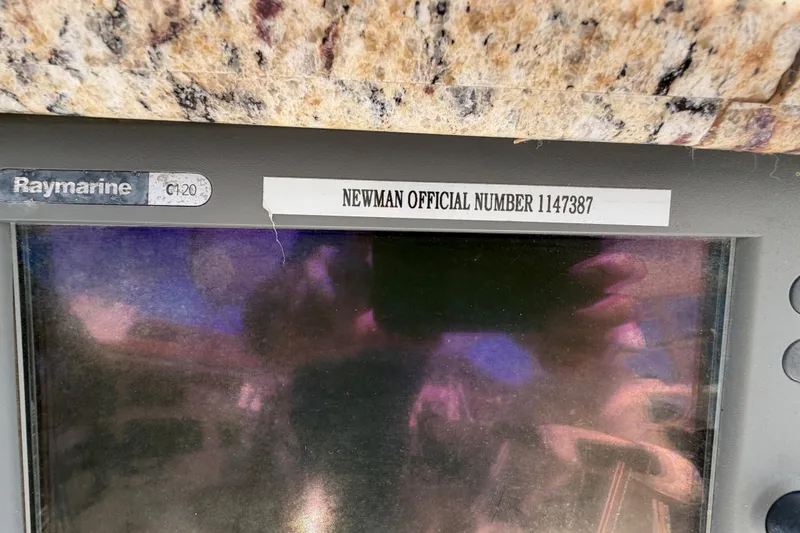 Raymarine C120
NEWMAN OFFICIAL NUMBER 1147387